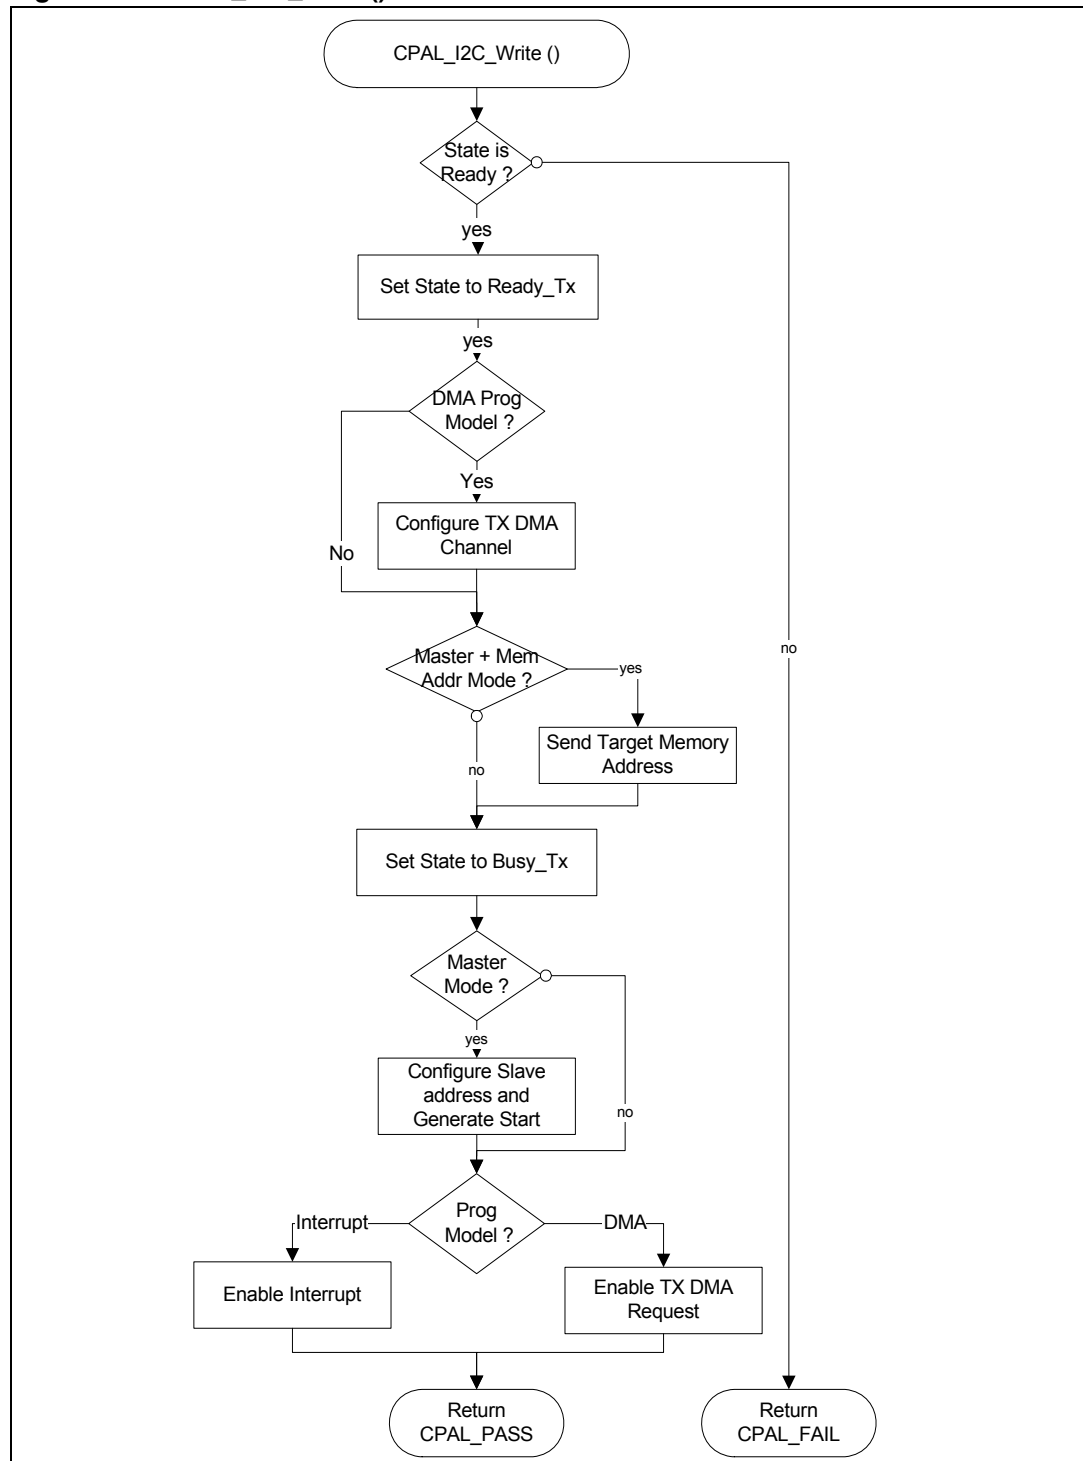 CPAL_I2C_Write ()
State is
Ready ?
yes
Set State to Ready_Tx
yes
DMA Prog
Model ?
Yes
Configure TX DMA
Channel
No
Master + Mem
Addr Mode ?
yes
no
Send Target Memory
Address
no
Set State to Busy_Tx
Master
Mode ?
yes
Configure Slave
address and
Generate Start
no
Prog
Model ?
Interrupt
DMA
Enable Interrupt
Enable TX DMA
Request
Return
CPAL_PASS
Return
CPAL_FAIL